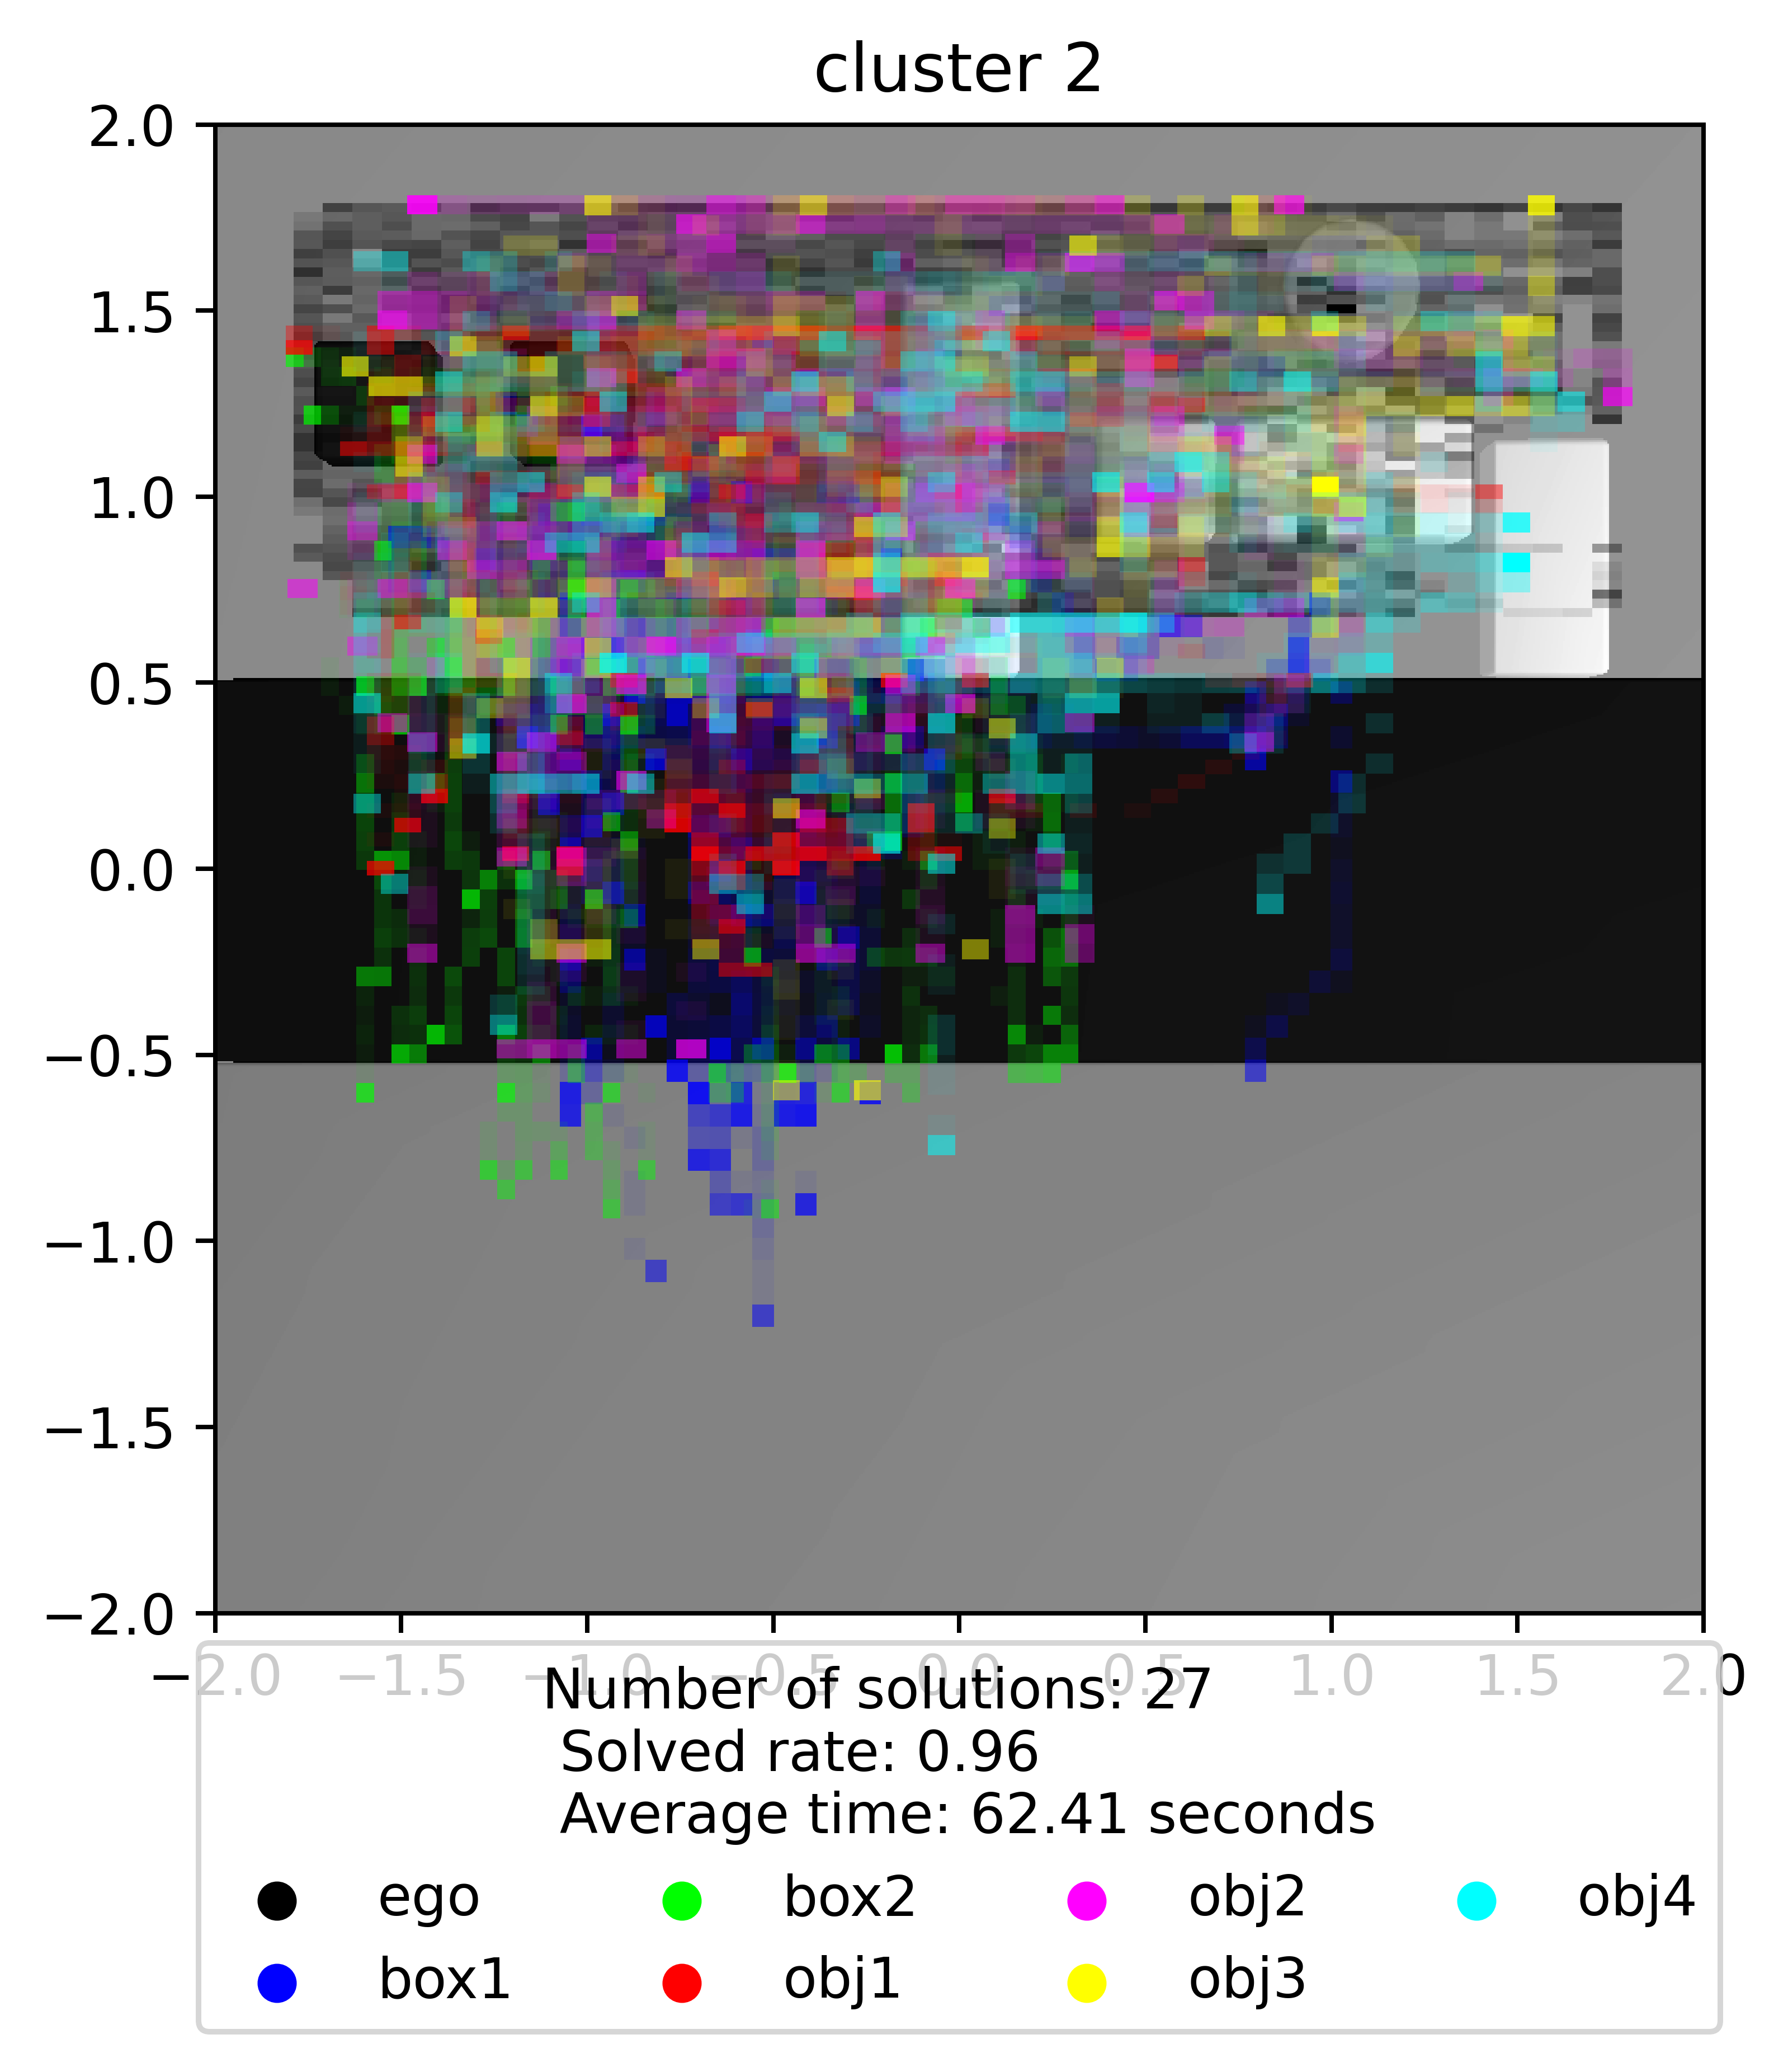 cluster 2
2.0
1.5
1.0
0.5
0.0
−0.5
−1.0
−1.5
−2.0
−2.0 −1.5 −1.0 −0.5 0.0 0.5 1.0 1.5 2.0
Number of solutions: 27
Solved rate: 0.96
Average time: 62.41 seconds
ego box2 obj2 obj4
box1 obj1 obj3